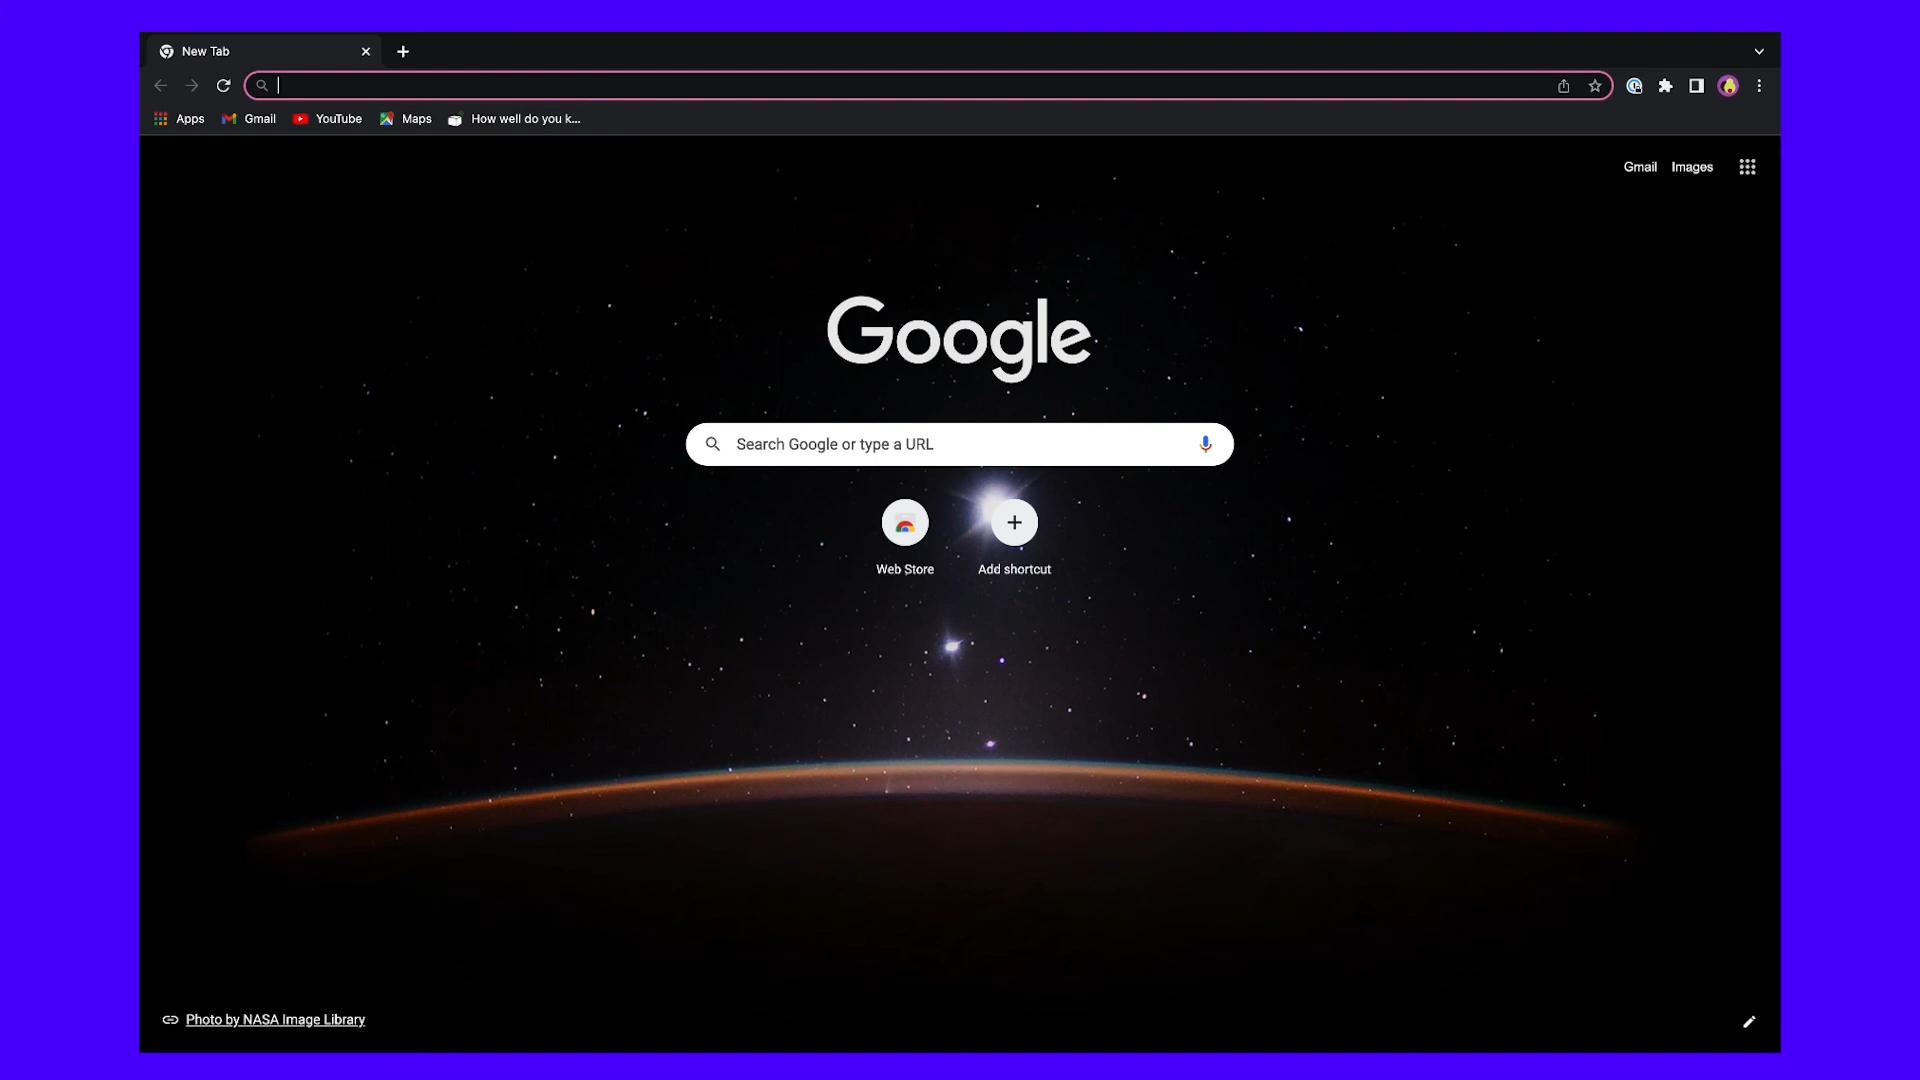 New Tab
Apps
Gmail
YouTube
Maps
How well do you k...
Gmail
Images
Google
Search Google or type a URL
Web Store
Add shortcut
Photo by NASA Image Library